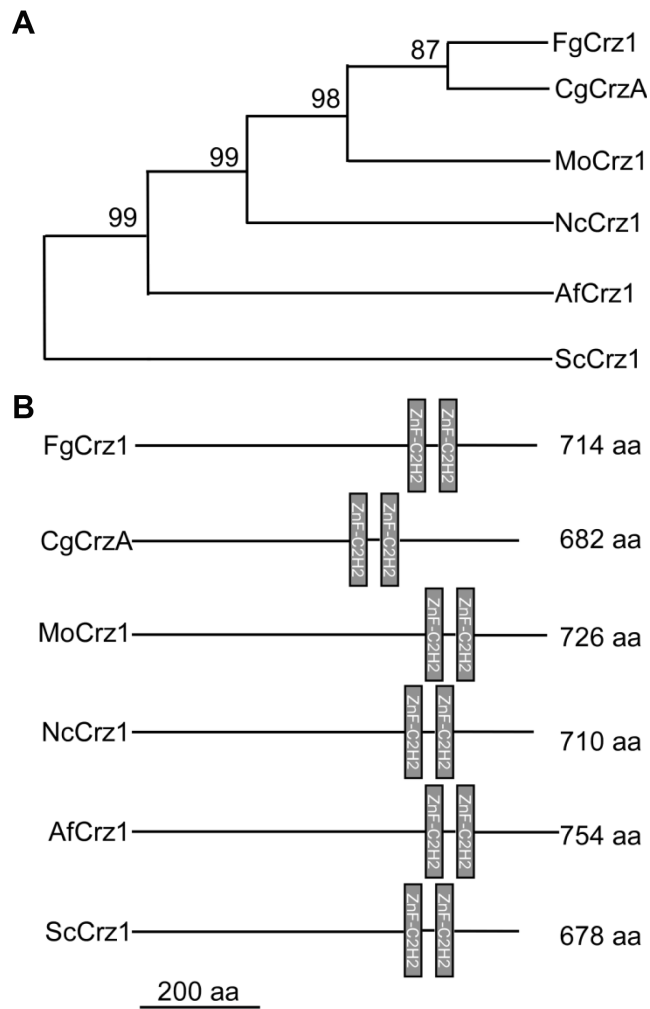 A
87
FgCrz1
CgCrzA
98
MoCrz1
99
NcCrz1
99
AfCrz1
ScCrz1
B
FgCrz1 ZnF-C2H2 ZnF-C2H2 714 aa
CgCrzA ZnF-C2H2 ZnF-C2H2 682 aa
MoCrz1 ZnF-C2H2 ZnF-C2H2 726 aa
NcCrz1 ZnF-C2H2 ZnF-C2H2 710 aa
AfCrz1 ZnF-C2H2 ZnF-C2H2 754 aa
ScCrz1 ZnF-C2H2 ZnF-C2H2 678 aa
200 aa